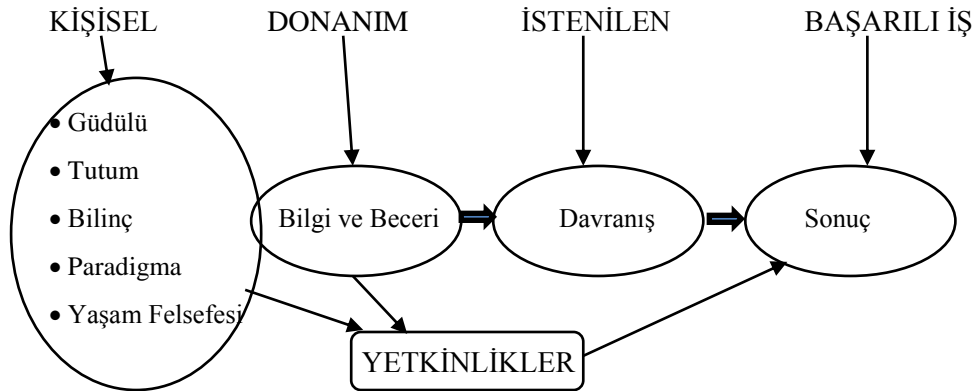 KİŞİSEL
DONANIM
İSTENİLEN
BAŞARILI İŞ
• Güdülü
• Tutum
• Bilinç
• Paradigma
• Yaşam Felsefesi
Bilgi ve Beceri
Davranış
Sonuç
YETKİNLİKLER